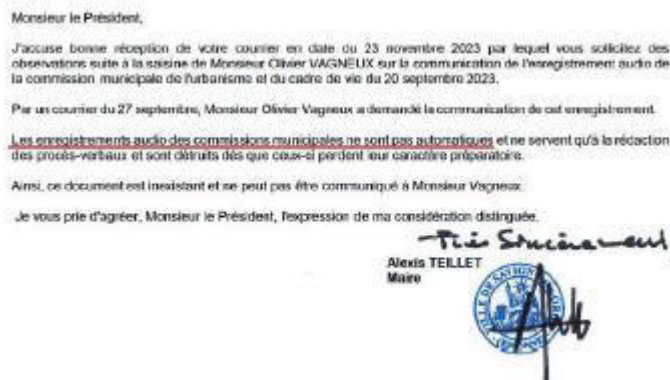 Monsieur le Président,
J'accuse bonne réception de votre courrier en date du 23 novembre 2023 par lequel vous sollicitez des
observations suite à la saisine de Monsieur Olivier VAGNEUX sur la communication de l'enregistrement audio de
la commission municipale de l'urbanisme et du cadre de vie du 20 septembre 2023.
Par un courrier du 27 septembre, Monsieur Olivier Vagneux a demandé la communication de cet enregistrement.
Les enregistrements audio des commissions municipales ne sont pas automatiques et ne servent qu'à la rédaction
des procès-verbaux et sont détruits dès que ceux-ci perdent leur caractère préparatoire.
Ainsi, ce document est inexistant et ne peut pas être communiqué à Monsieur Vagneux.
Je vous prie d'agréer, Monsieur le Président, l'expression de ma considération distinguée.
Très Sincèrement
Alexis TEILLET
Maire
VILLE DE SAVIGNY